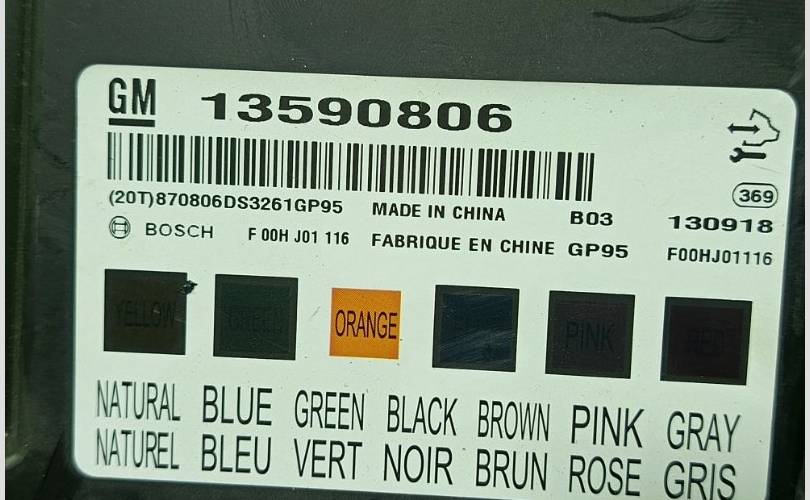 GM 13590806
369
(20T)870806DS3261GP95 MADE IN CHINA B03 130918
BOSCH F 00H J01 116 FABRIQUE EN CHINE GP95 F00HJ01116
YELLOW GREEN ORANGE PINK RED
NATURAL BLUE GREEN BLACK BROWN PINK GRAY
NATUREL BLEU VERT NOIR BRUN ROSE GRIS